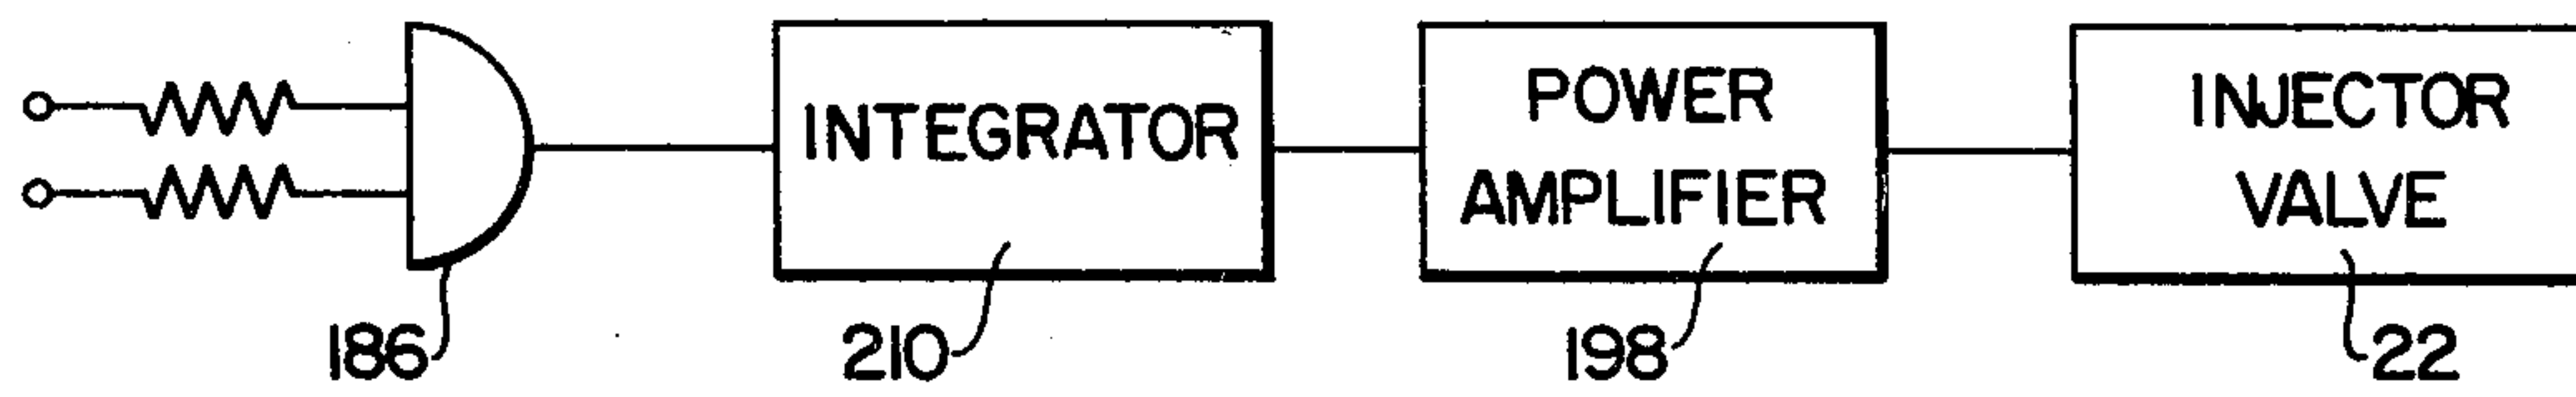 INTEGRATOR
POWER
AMPLIFIER
INJECTOR
VALVE
186
210
198
22